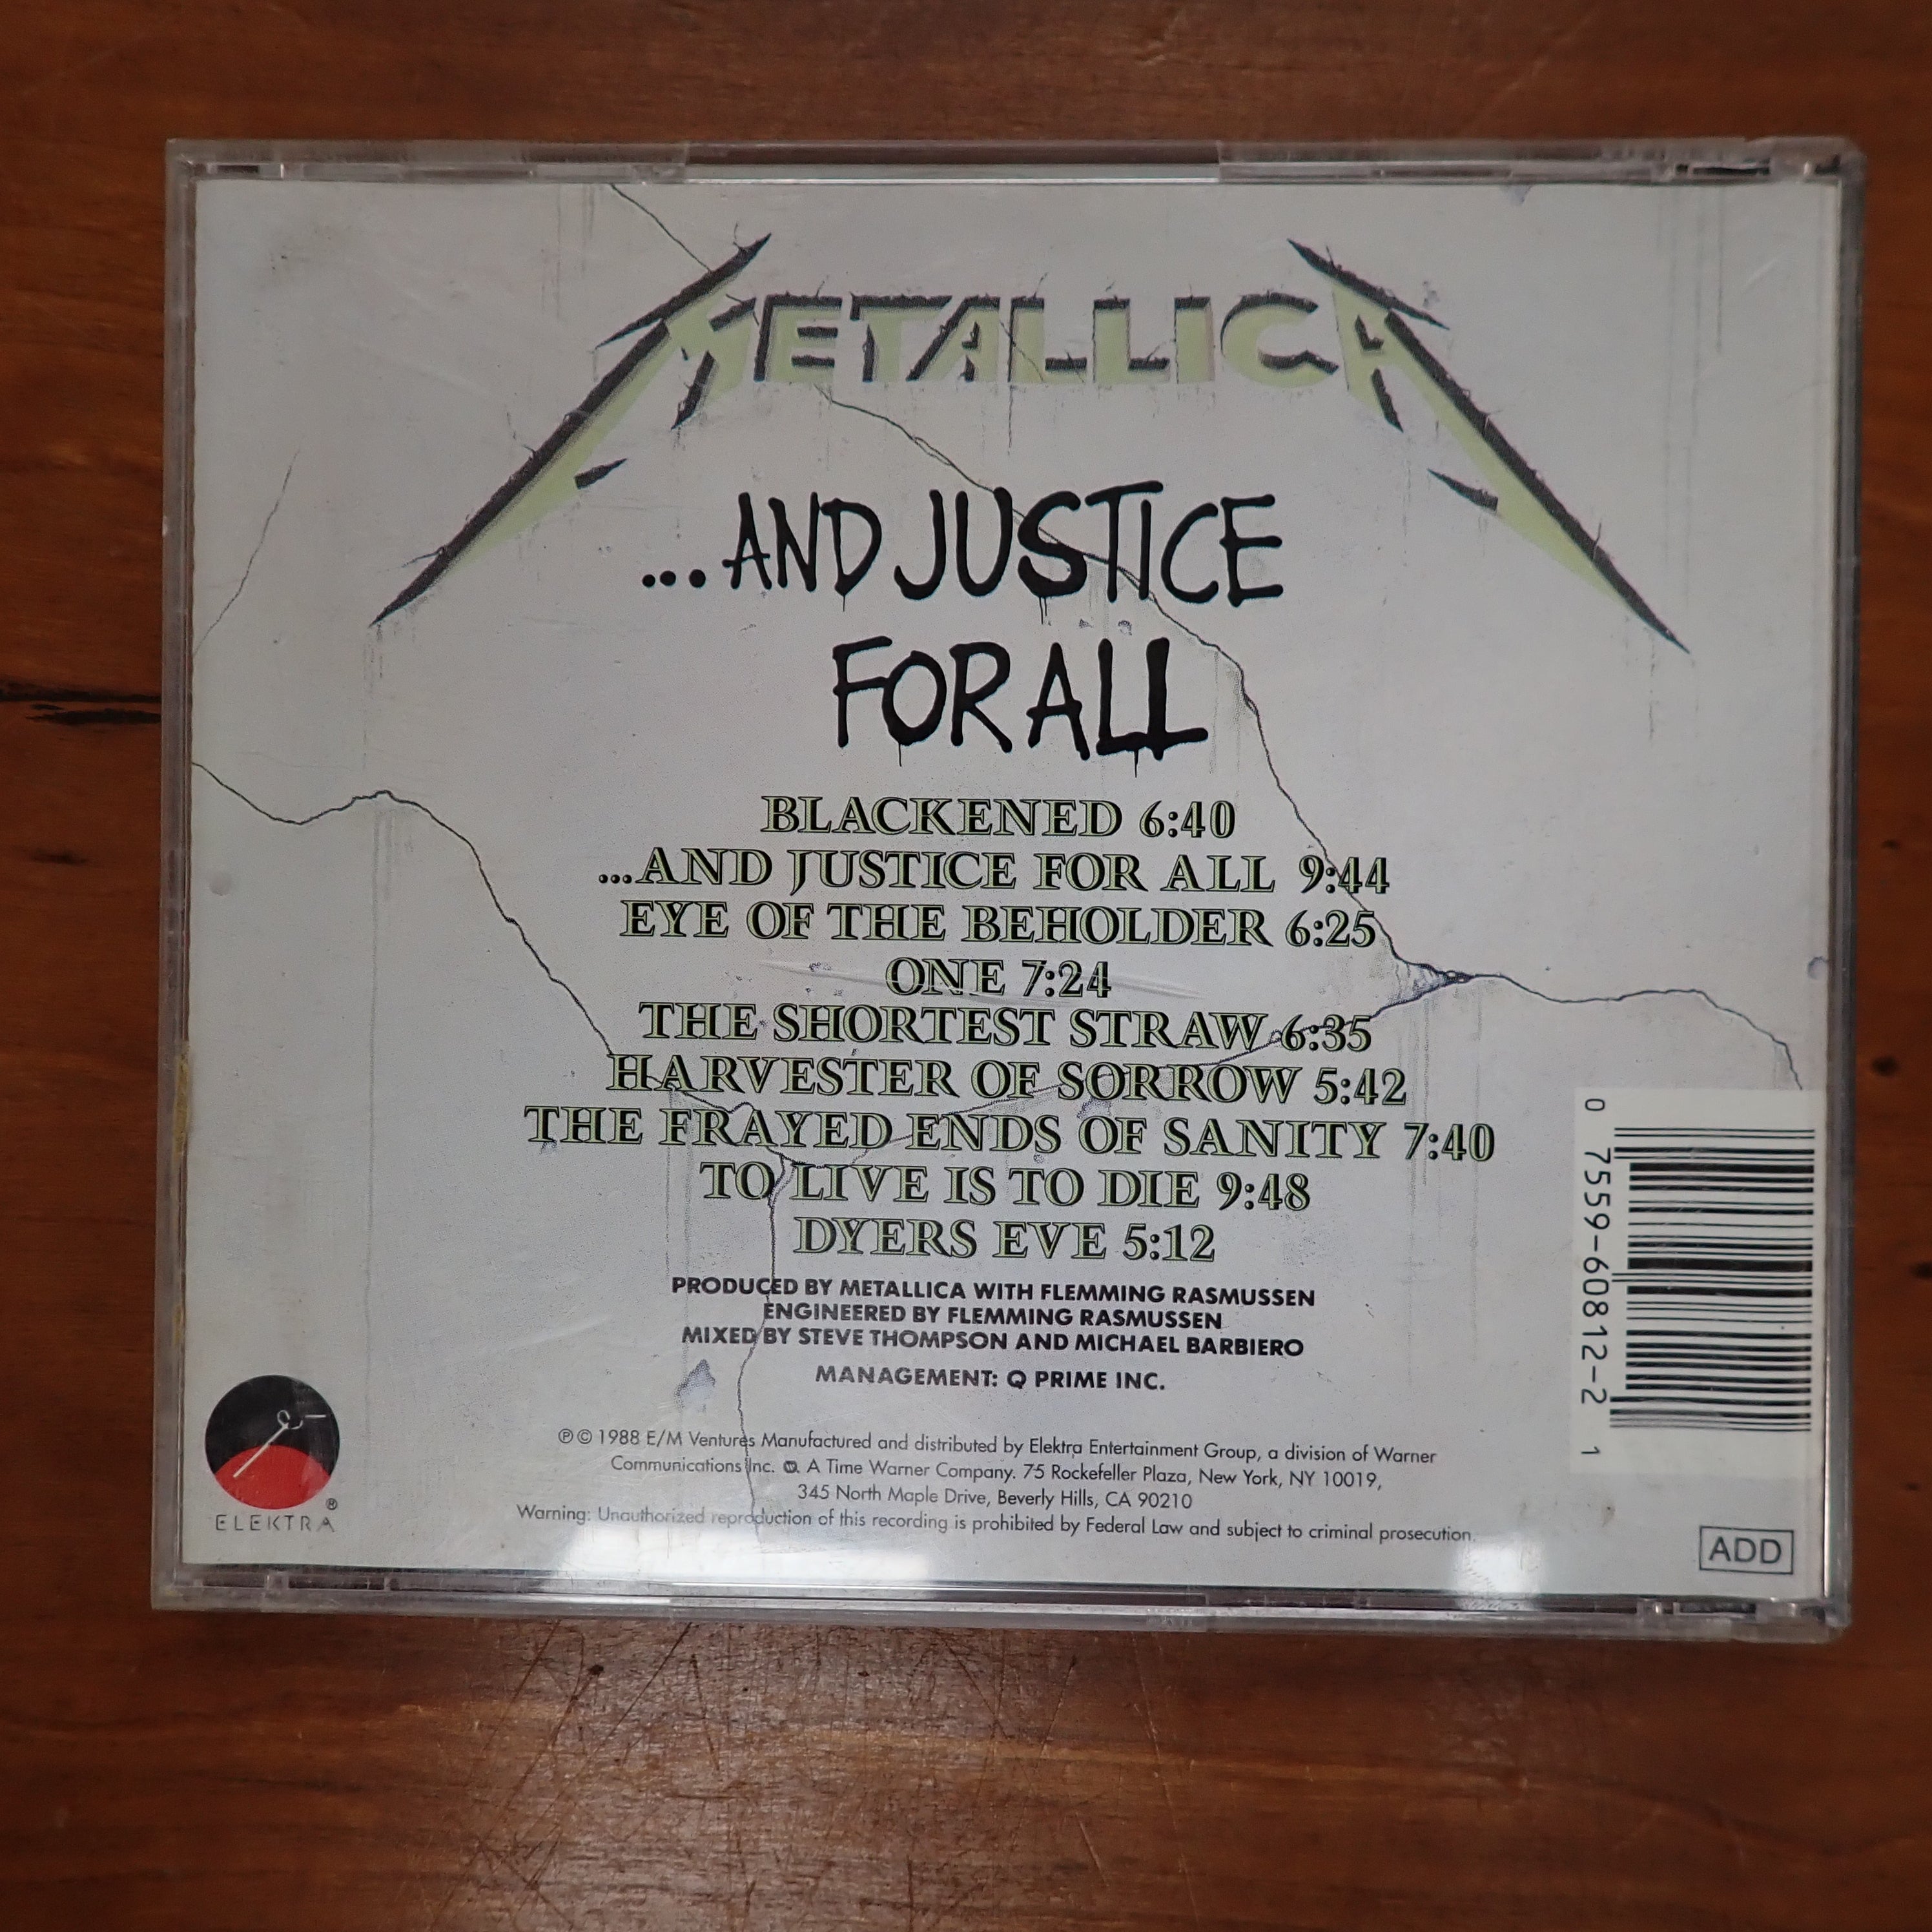 METALLICA
...AND JUSTICE
FOR ALL
BLACKENED 6:40
...AND JUSTICE FOR ALL 9:44
EYE OF THE BEHOLDER 6:25
ONE 7:24
THE SHORTEST STRAW 6:35
HARVESTER OF SORROW 5:42
THE FRAYED ENDS OF SANITY 7:40
TO LIVE IS TO DIE 9:48
DYERS EVE 5:12
PRODUCED BY METALLICA WITH FLEMMING RASMUSSEN
ENGINEERED BY FLEMMING RASMUSSEN
MIXED BY STEVE THOMPSON AND MICHAEL BARBIERO
MANAGEMENT: Q PRIME INC.
℗ © 1988 E/M Ventures Manufactured and distributed by Elektra Entertainment Group, a division of Warner
Communications Inc. A Time Warner Company. 75 Rockefeller Plaza, New York, NY 10019,
345 North Maple Drive, Beverly Hills, CA 90210
Warning: Unauthorized reproduction of this recording is prohibited by Federal Law and subject to criminal prosecution.
ELEKTRA®
0 7559-60812-2 1
ADD